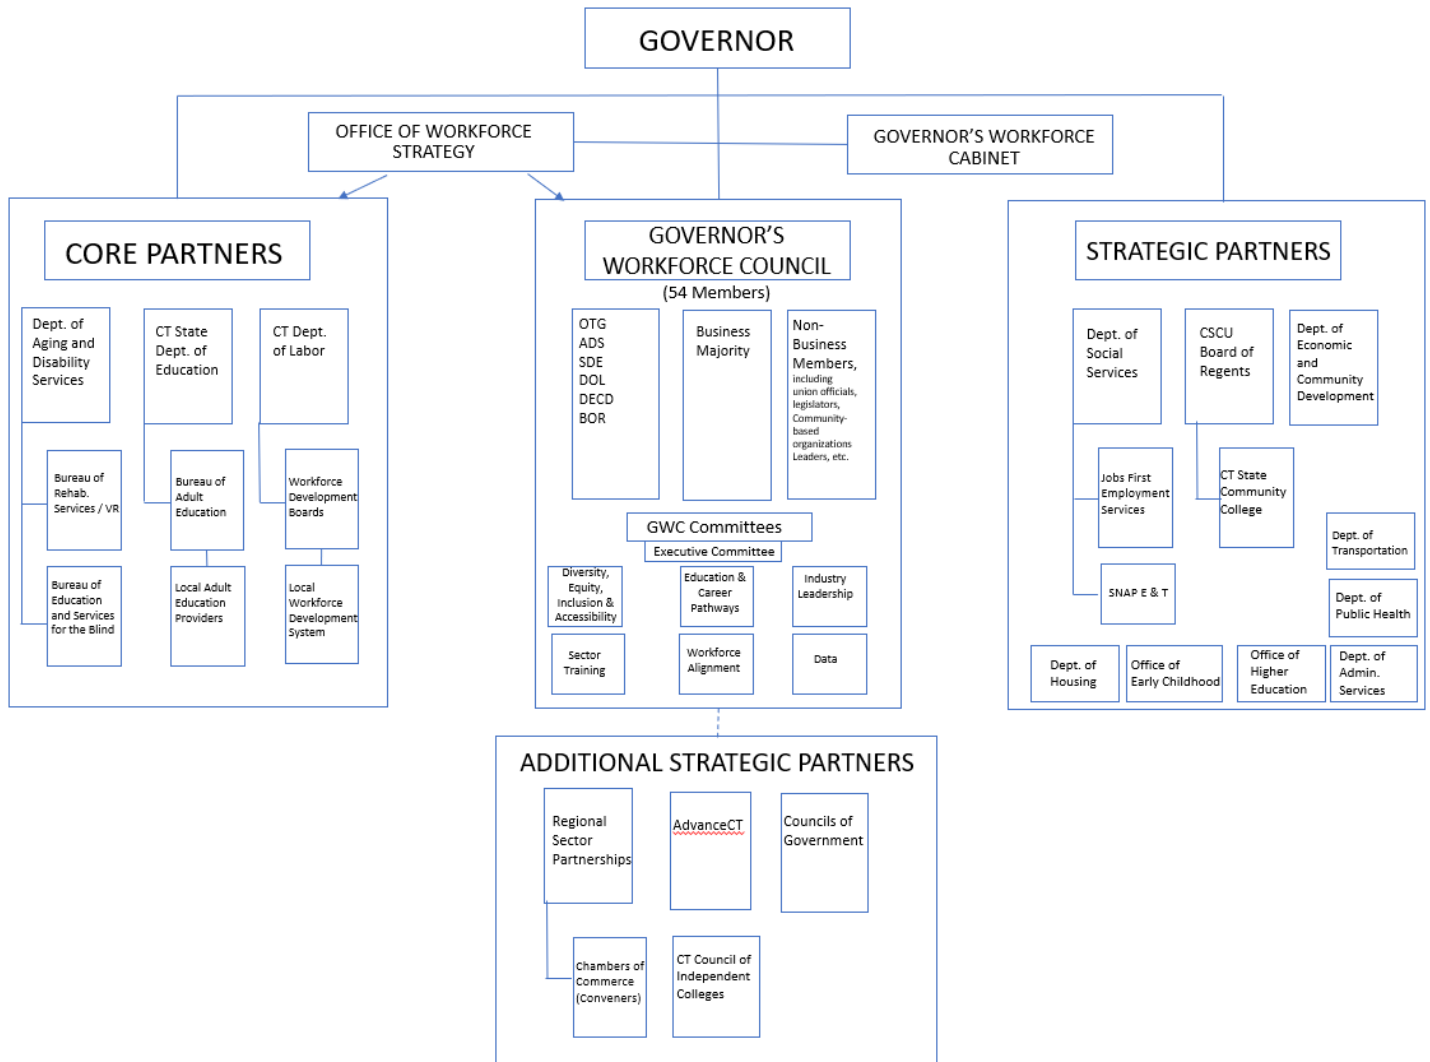 GOVERNOR
OFFICE OF WORKFORCE
STRATEGY
GOVERNOR’S WORKFORCE
CABINET
CORE PARTNERS
Dept. of
Aging and
Disability
Services
CT State
Dept. of
Education
CT Dept.
of Labor
Bureau of
Rehab.
Services / VR
Bureau of
Adult
Education
Workforce
Development
Boards
Bureau of
Education
and Services
for the Blind
Local Adult
Education
Providers
Local
Workforce
Development
System
GOVERNOR’S
WORKFORCE COUNCIL
(54 Members)
OTG
ADS
SDE
DOL
DECD
BOR
Business
Majority
Non-
Business
Members,
including
union officials,
legislators,
Community-
based
organizations
Leaders, etc.
GWC Committees
Executive Committee
Diversity,
Equity,
Inclusion &
Accessibility
Education &
Career
Pathways
Industry
Leadership
Sector
Training
Workforce
Alignment
Data
STRATEGIC PARTNERS
Dept. of
Social
Services
CSCU
Board of
Regents
Dept. of
Economic
and
Community
Development
Jobs First
Employment
Services
CT State
Community
College
SNAP E & T
Dept. of
Transportation
Dept. of
Public Health
Dept. of
Housing
Office of
Early Childhood
Office of
Higher
Education
Dept. of
Admin.
Services
ADDITIONAL STRATEGIC PARTNERS
Regional
Sector
Partnerships
AdvanceCT
Councils of
Government
Chambers of
Commerce
(Conveners)
CT Council of
Independent
Colleges